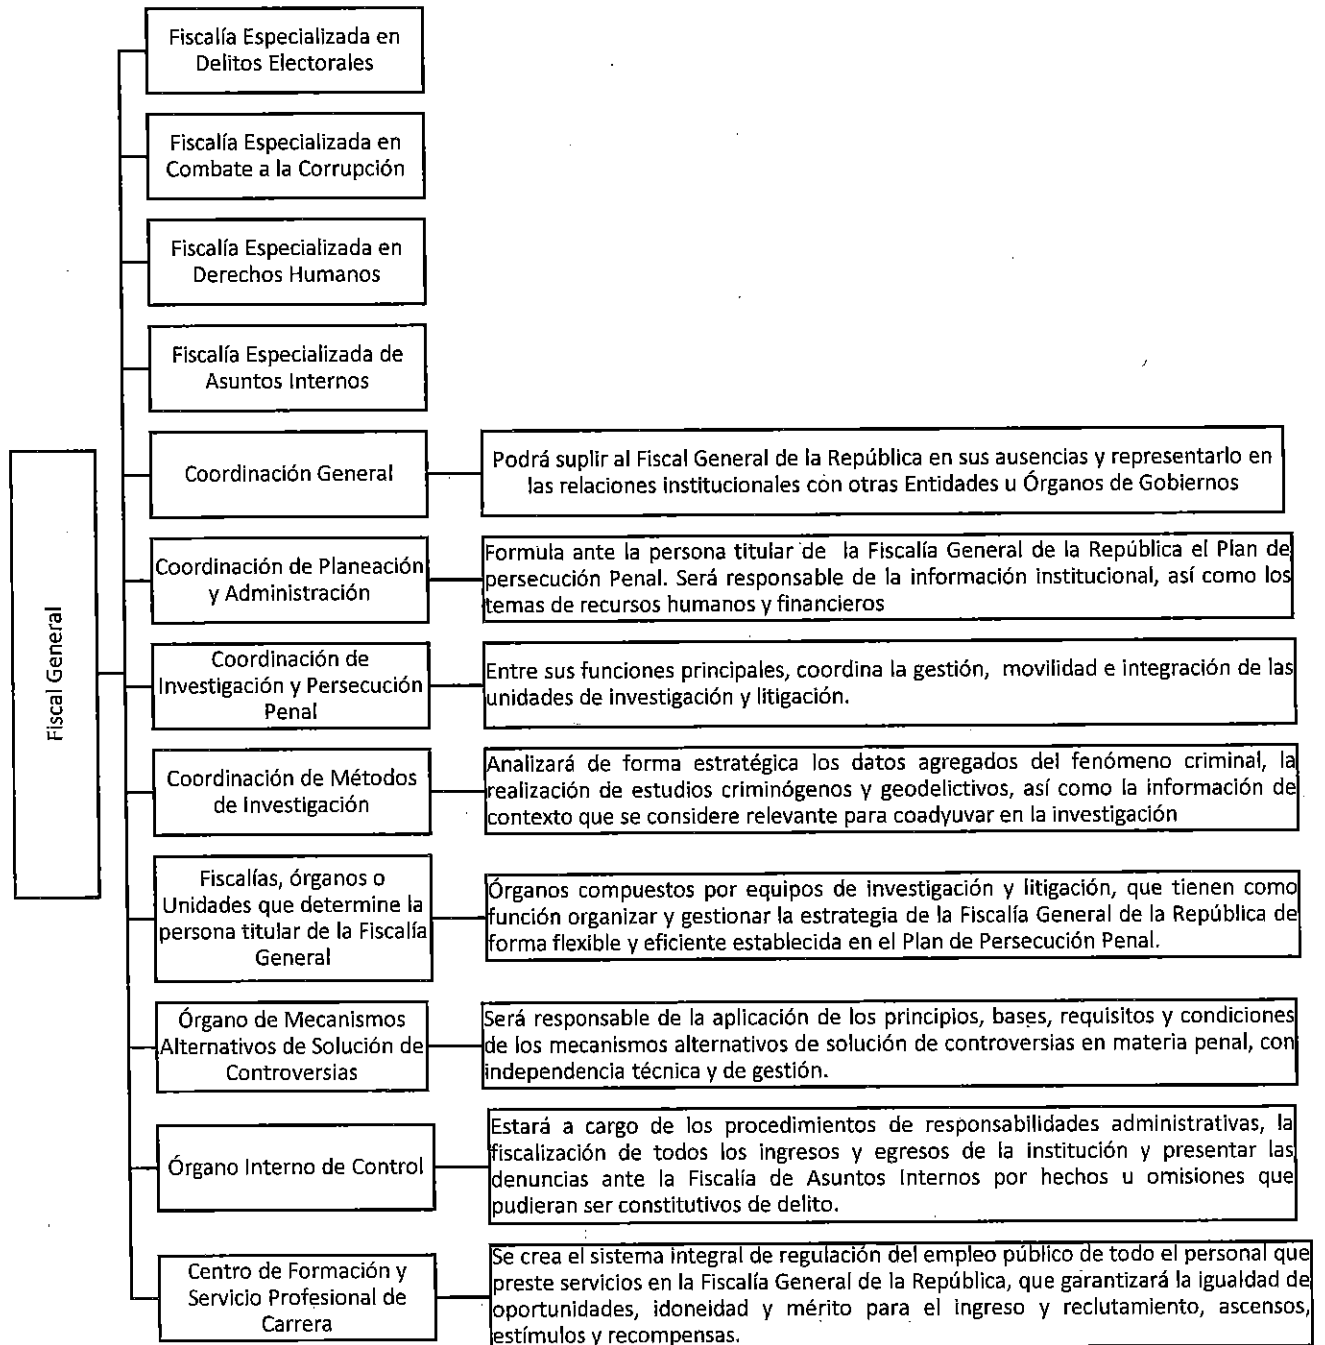 Fiscalía Especializada en
Delitos Electorales
Fiscalía Especializada en
Combate a la Corrupción
Fiscalía Especializada en
Derechos Humanos
Fiscalía Especializada de
Asuntos Internos
Fiscal General
Coordinación General
Podrá suplir al Fiscal General de la República en sus ausencias y representarlo en
las relaciones institucionales con otras Entidades u Órganos de Gobiernos
Coordinación de Planeación
y Administración
Formula ante la persona titular de la Fiscalía General de la República el Plan de
persecución Penal. Será responsable de la información institucional, así como los
temas de recursos humanos y financieros
Coordinación de
Investigación y Persecución
Penal
Entre sus funciones principales, coordina la gestión, movilidad e integración de las
unidades de investigación y litigación.
Coordinación de Métodos
de Investigación
Analizará de forma estratégica los datos agregados del fenómeno criminal, la
realización de estudios criminógenos y geodelictivos, así como la información de
contexto que se considere relevante para coadyuvar en la investigación
Fiscalías, órganos o
Unidades que determine la
persona titular de la Fiscalía
General
Órganos compuestos por equipos de investigación y litigación, que tienen como
función organizar y gestionar la estrategia de la Fiscalía General de la República de
forma flexible y eficiente establecida en el Plan de Persecución Penal.
Órgano de Mecanismos
Alternativos de Solución de
Controversias
Será responsable de la aplicación de los principios, bases, requisitos y condiciones
de los mecanismos alternativos de solución de controversias en materia penal, con
independencia técnica y de gestión.
Órgano Interno de Control
Estará a cargo de los procedimientos de responsabilidades administrativas, la
fiscalización de todos los ingresos y egresos de la institución y presentar las
denuncias ante la Fiscalía de Asuntos Internos por hechos u omisiones que
pudieran ser constitutivos de delito.
Centro de Formación y
Servicio Profesional de
Carrera
Se crea el sistema integral de regulación del empleo público de todo el personal que
preste servicios en la Fiscalía General de la República, que garantizará la igualdad de
oportunidades, idoneidad y mérito para el ingreso y reclutamiento, ascensos,
estímulos y recompensas.